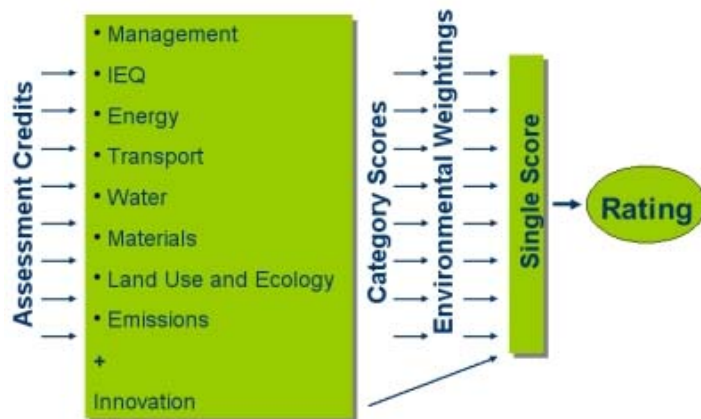 Assessment Credits
• Management
• IEQ
• Energy
• Transport
• Water
• Materials
• Land Use and Ecology
• Emissions
+
Innovation
Category Scores
Environmental Weightings
Single Score
Rating